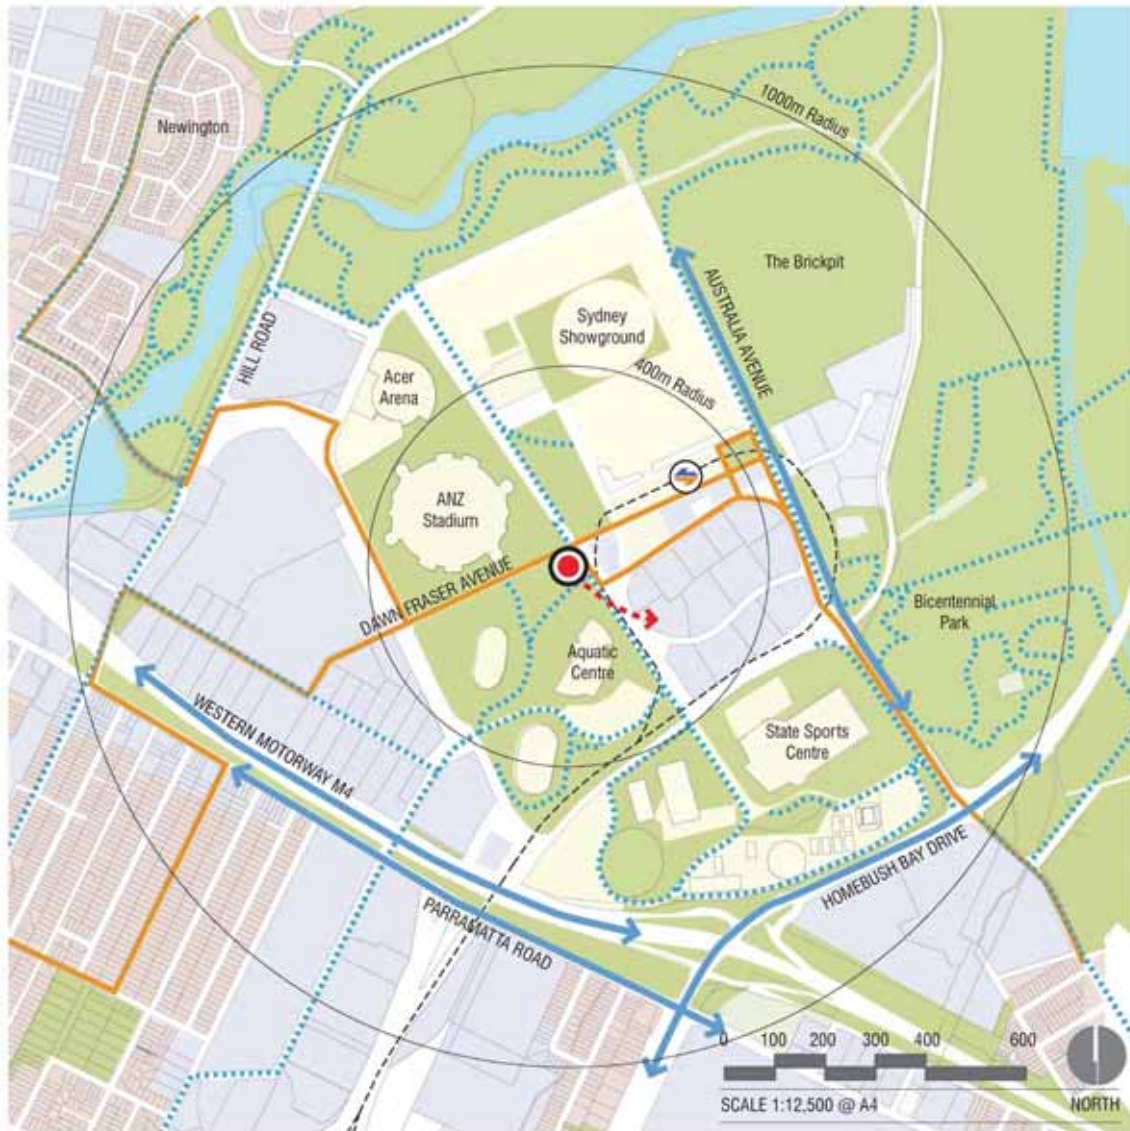 1000m Radius
Newington
The Brickpit
AUSTRALIA AVENUE
Sydney
Showground
HILL ROAD
400m Radius
Acer
Arena
ANZ
Stadium
DAWN FRASER AVENUE
Bicentennial
Park
Aquatic
Centre
State Sports
Centre
WESTERN MOTORWAY M4
HOMEBUSH BAY DRIVE
PARRAMATTA ROAD
0 100 200 300 400 600
SCALE 1:12,500 @ A4
NORTH